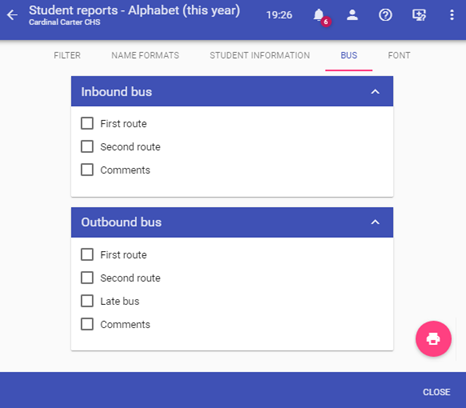 Student reports - Alphabet (this year)
Cardinal Carter CHS
19:26
6
FILTER
NAME FORMATS
STUDENT INFORMATION
BUS
FONT
Inbound bus
First route
Second route
Comments
Outbound bus
First route
Second route
Late bus
Comments
CLOSE